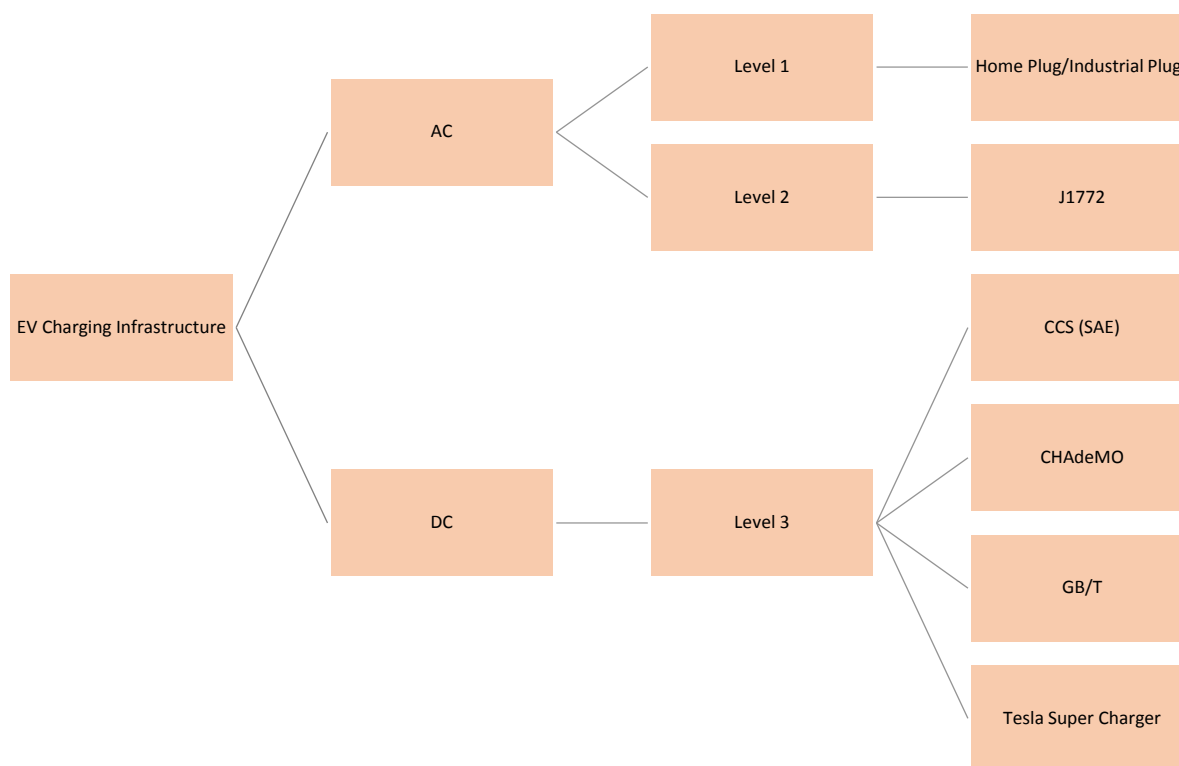 EV Charging Infrastructure
AC
Level 1
Home Plug/Industrial Plug
Level 2
J1772
DC
Level 3
CCS (SAE)
CHAdeMO
GB/T
Tesla Super Charger